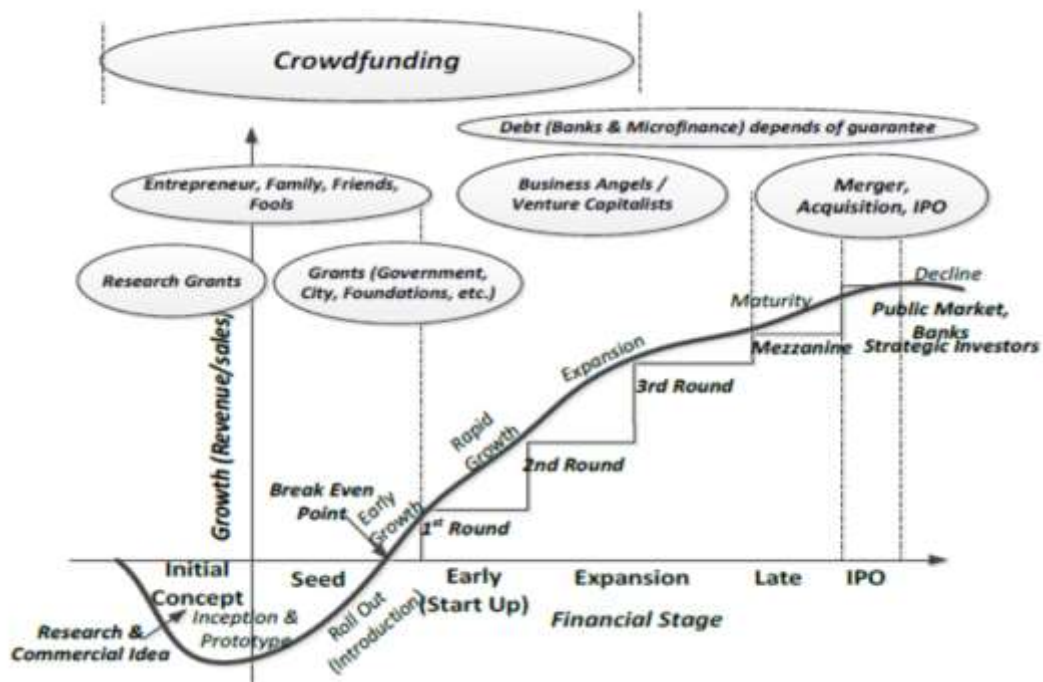 Crowdfunding
Debt (Banks & Microfinance) depends of guarantee
Entrepreneur, Family, Friends,
Fools
Business Angels /
Venture Capitalists
Merger,
Acquisition, IPO
Research Grants
Grants (Government,
City, Foundations, etc.)
Decline
Maturity
Public Market,
Banks
Mezzanine
Strategic Investors
Expansion
3rd Round
Rapid
Growth
2nd Round
Growth (Revenue/sales,
Break Even
Point
Early
Growth
1st Round
Initial
Concept
Seed
Early
(Start Up)
Expansion
Late
IPO
Financial Stage
Inception &
Prototype
Roll Out
(Introduction)
Research &
Commercial Idea